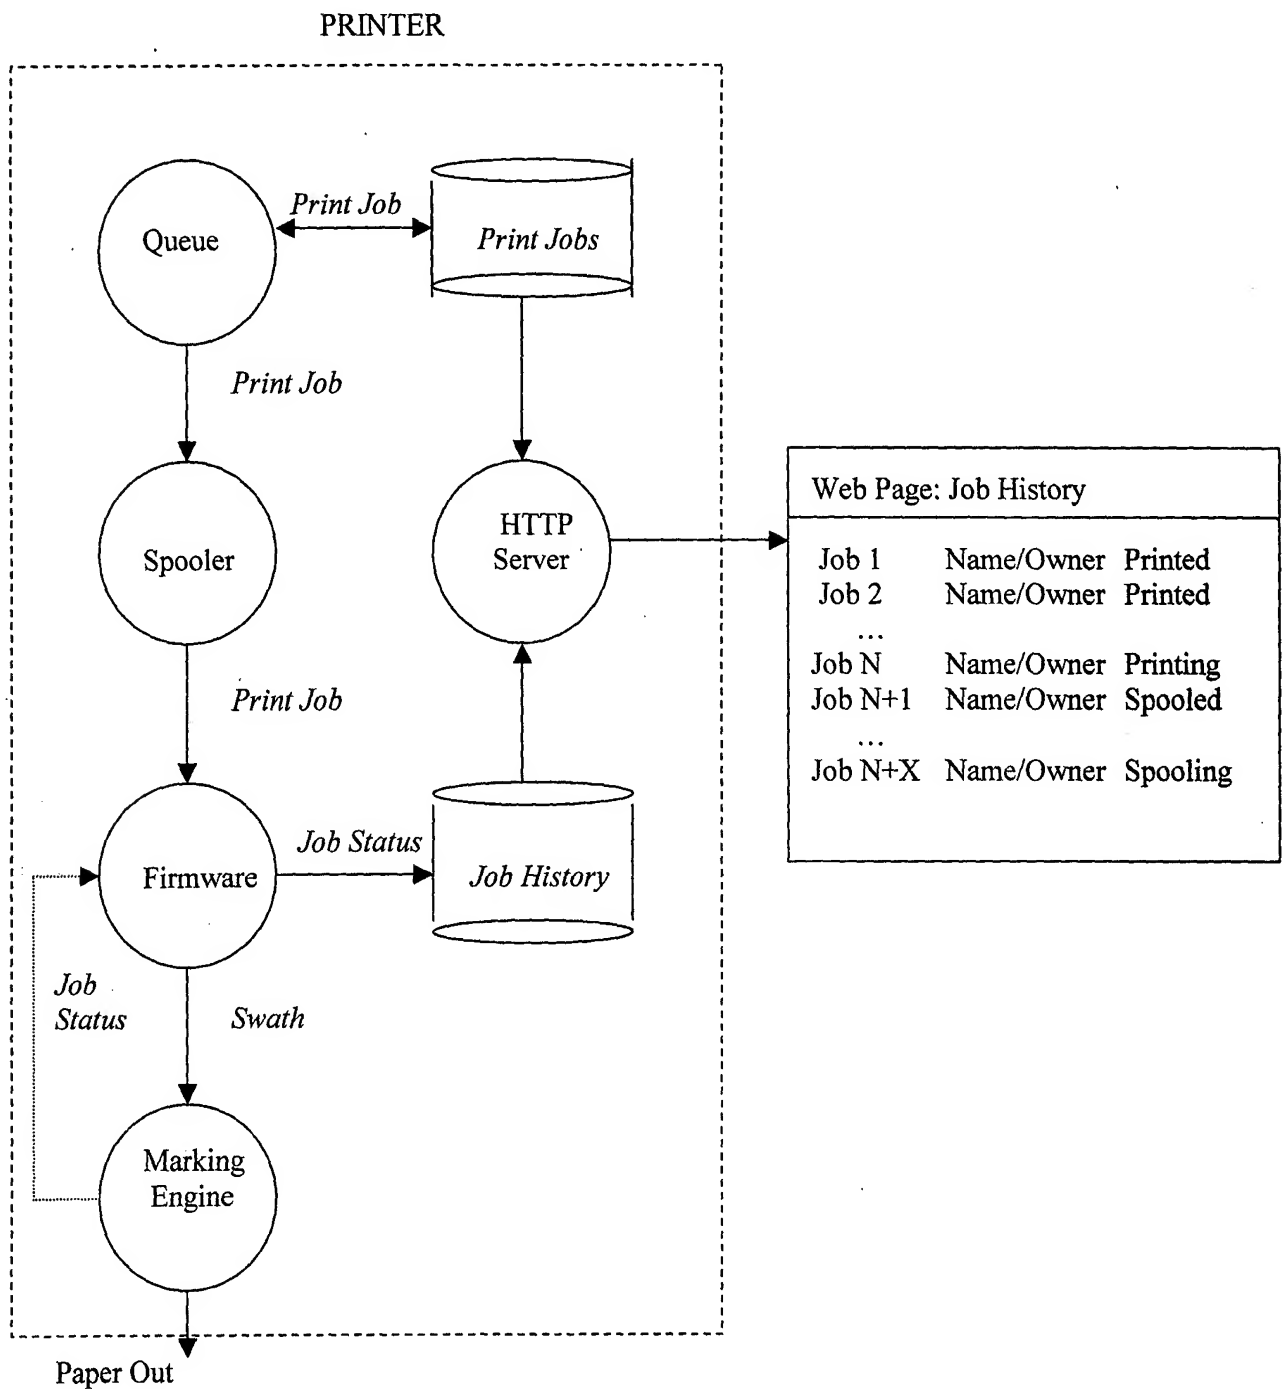 PRINTER
Print Job
Queue
Print Jobs
Print Job
HTTP
Server
Spooler
Web Page: Job History
Job 1 Name/Owner Printed
Job 2 Name/Owner Printed
...
Job N Name/Owner Printing
Job N+1 Name/Owner Spooled
...
Job N+X Name/Owner Spooling
Print Job
Job Status
Firmware
Job History
Job
Status
Swath
Marking
Engine
Paper Out